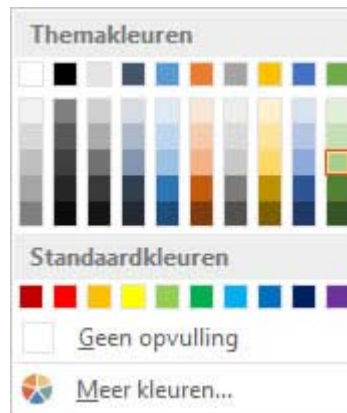 Themakleuren
Standaardkleuren
Geen opvulling
Meer kleuren...